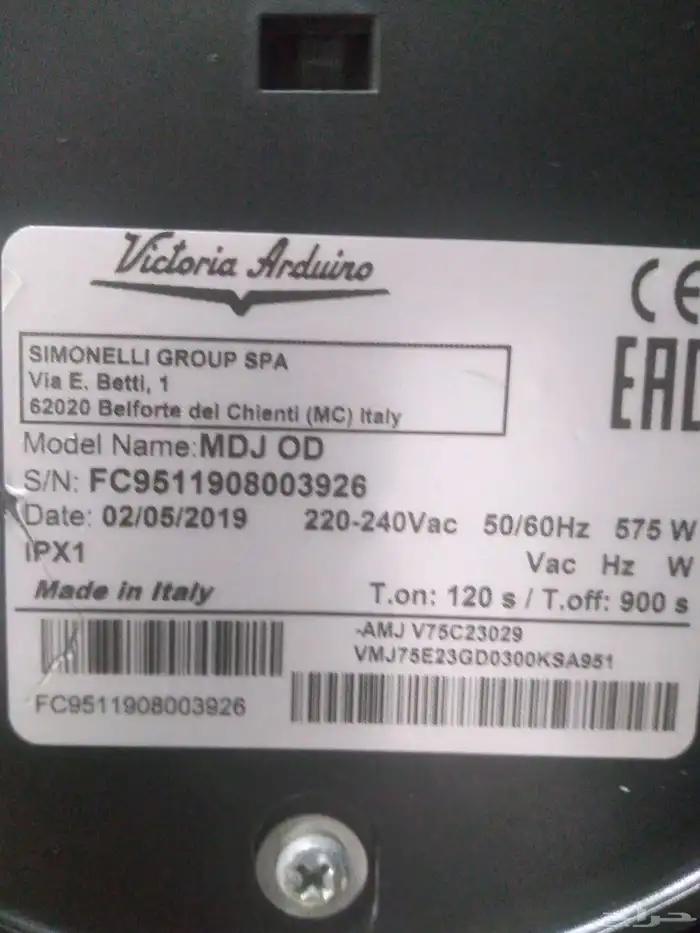 Victoria Arduino
CE
EAC
SIMONELLI GROUP SPA
Via E. Betti, 1
62020 Belforte del Chienti (MC) Italy
Model Name:MDJ OD
S/N: FC9511908003926
Date: 02/05/2019 220-240Vac 50/60Hz 575 W
IPX1 Vac Hz W
Made in Italy T.on: 120 s / T.off: 900 s
-AMJ V75C23029
VMJ75E23GD0300KSA951
FC9511908003926
حراج